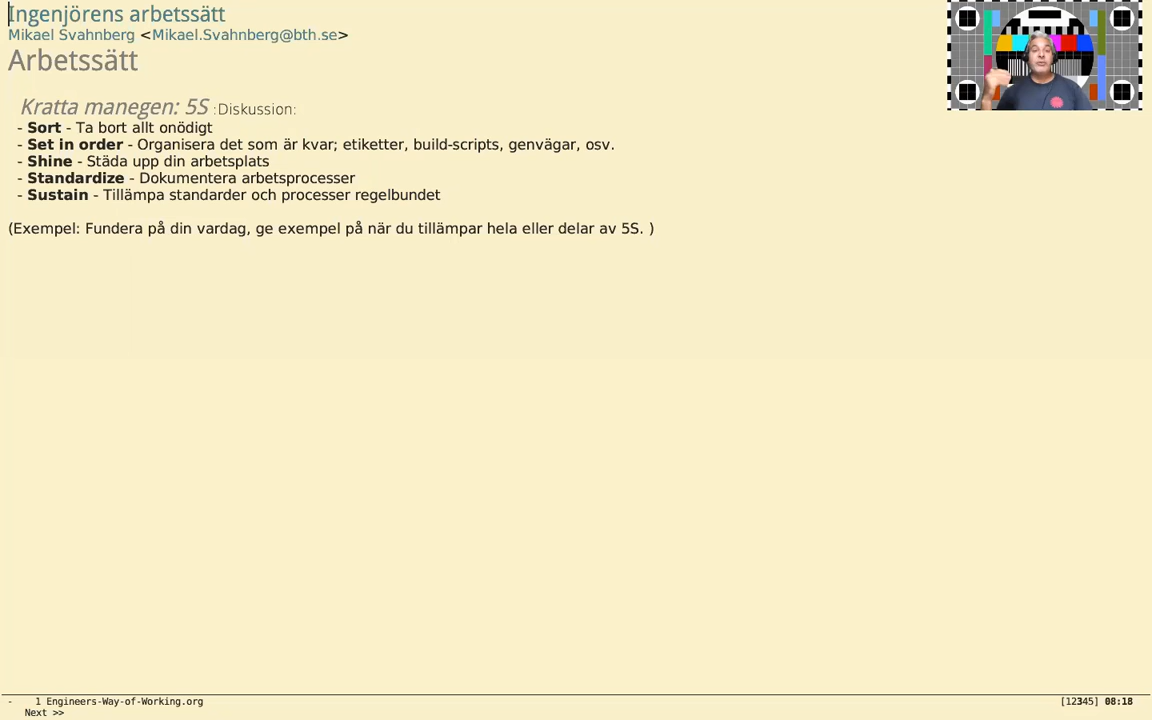 Ingenjörens arbetssätt
Mikael Svahnberg <Mikael.Svahnberg@bth.se>
Arbetssätt
Kratta manegen: 5S :Diskussion:
- Sort - Ta bort allt onödigt
- Set in order - Organisera det som är kvar; etiketter, build-scripts, genvägar, osv.
- Shine - Städa upp din arbetsplats
- Standardize - Dokumentera arbetsprocesser
- Sustain - Tillämpa standarder och processer regelbundet
(Exempel: Fundera på din vardag, ge exempel på när du tillämpar hela eller delar av 5S. )
- 1 Engineers-Way-of-Working.org [12345] 08:18
Next >>